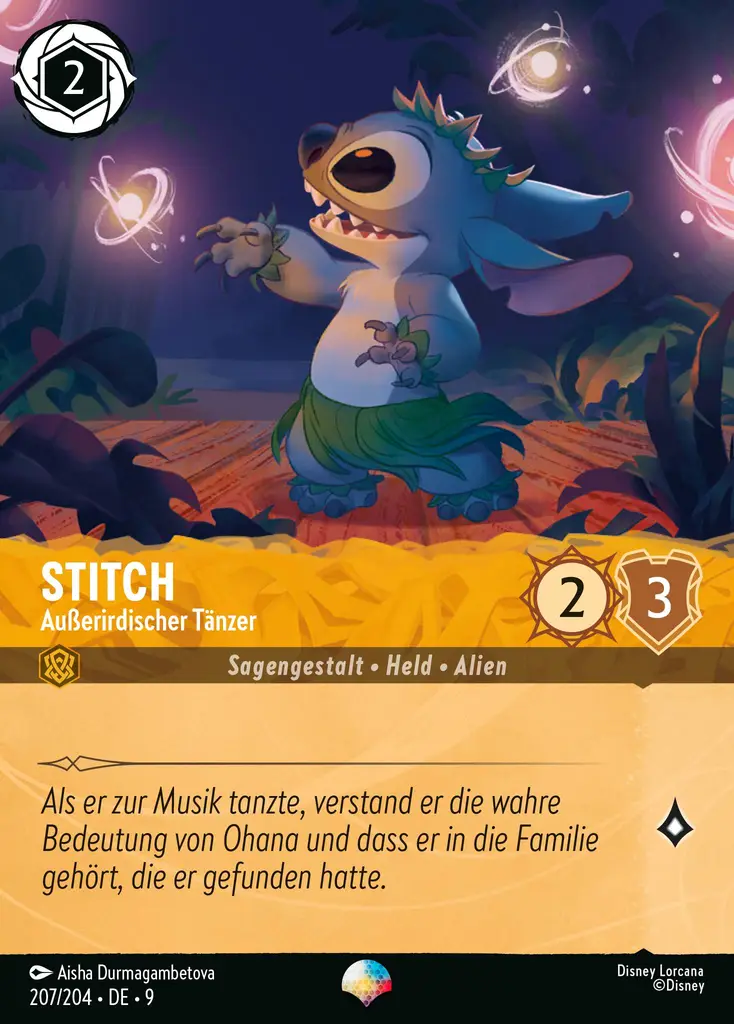 2
STITCH
Außerirdischer Tänzer
2
3
Sagengestalt • Held • Alien
Als er zur Musik tanzte, verstand er die wahre
Bedeutung von Ohana und dass er in die Familie
gehört, die er gefunden hatte.
Aisha Durmagambetova
207/204 • DE • 9
Disney Lorcana
©Disney